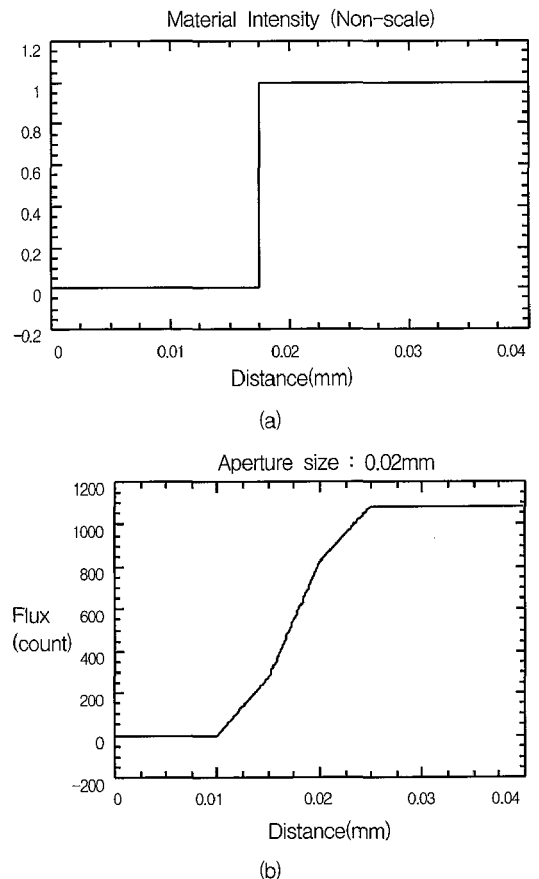 Material Intensity (Non-scale)
1.2
1
0.8
0.6
0.4
0.2
0
-0.2
0 0.01 0.02 0.03 0.04
Distance(mm)
(a)
Aperture size : 0.02mm
1200
1000
800
600
400
200
0
-200
Flux
(count)
0 0.01 0.02 0.03 0.04
Distance(mm)
(b)